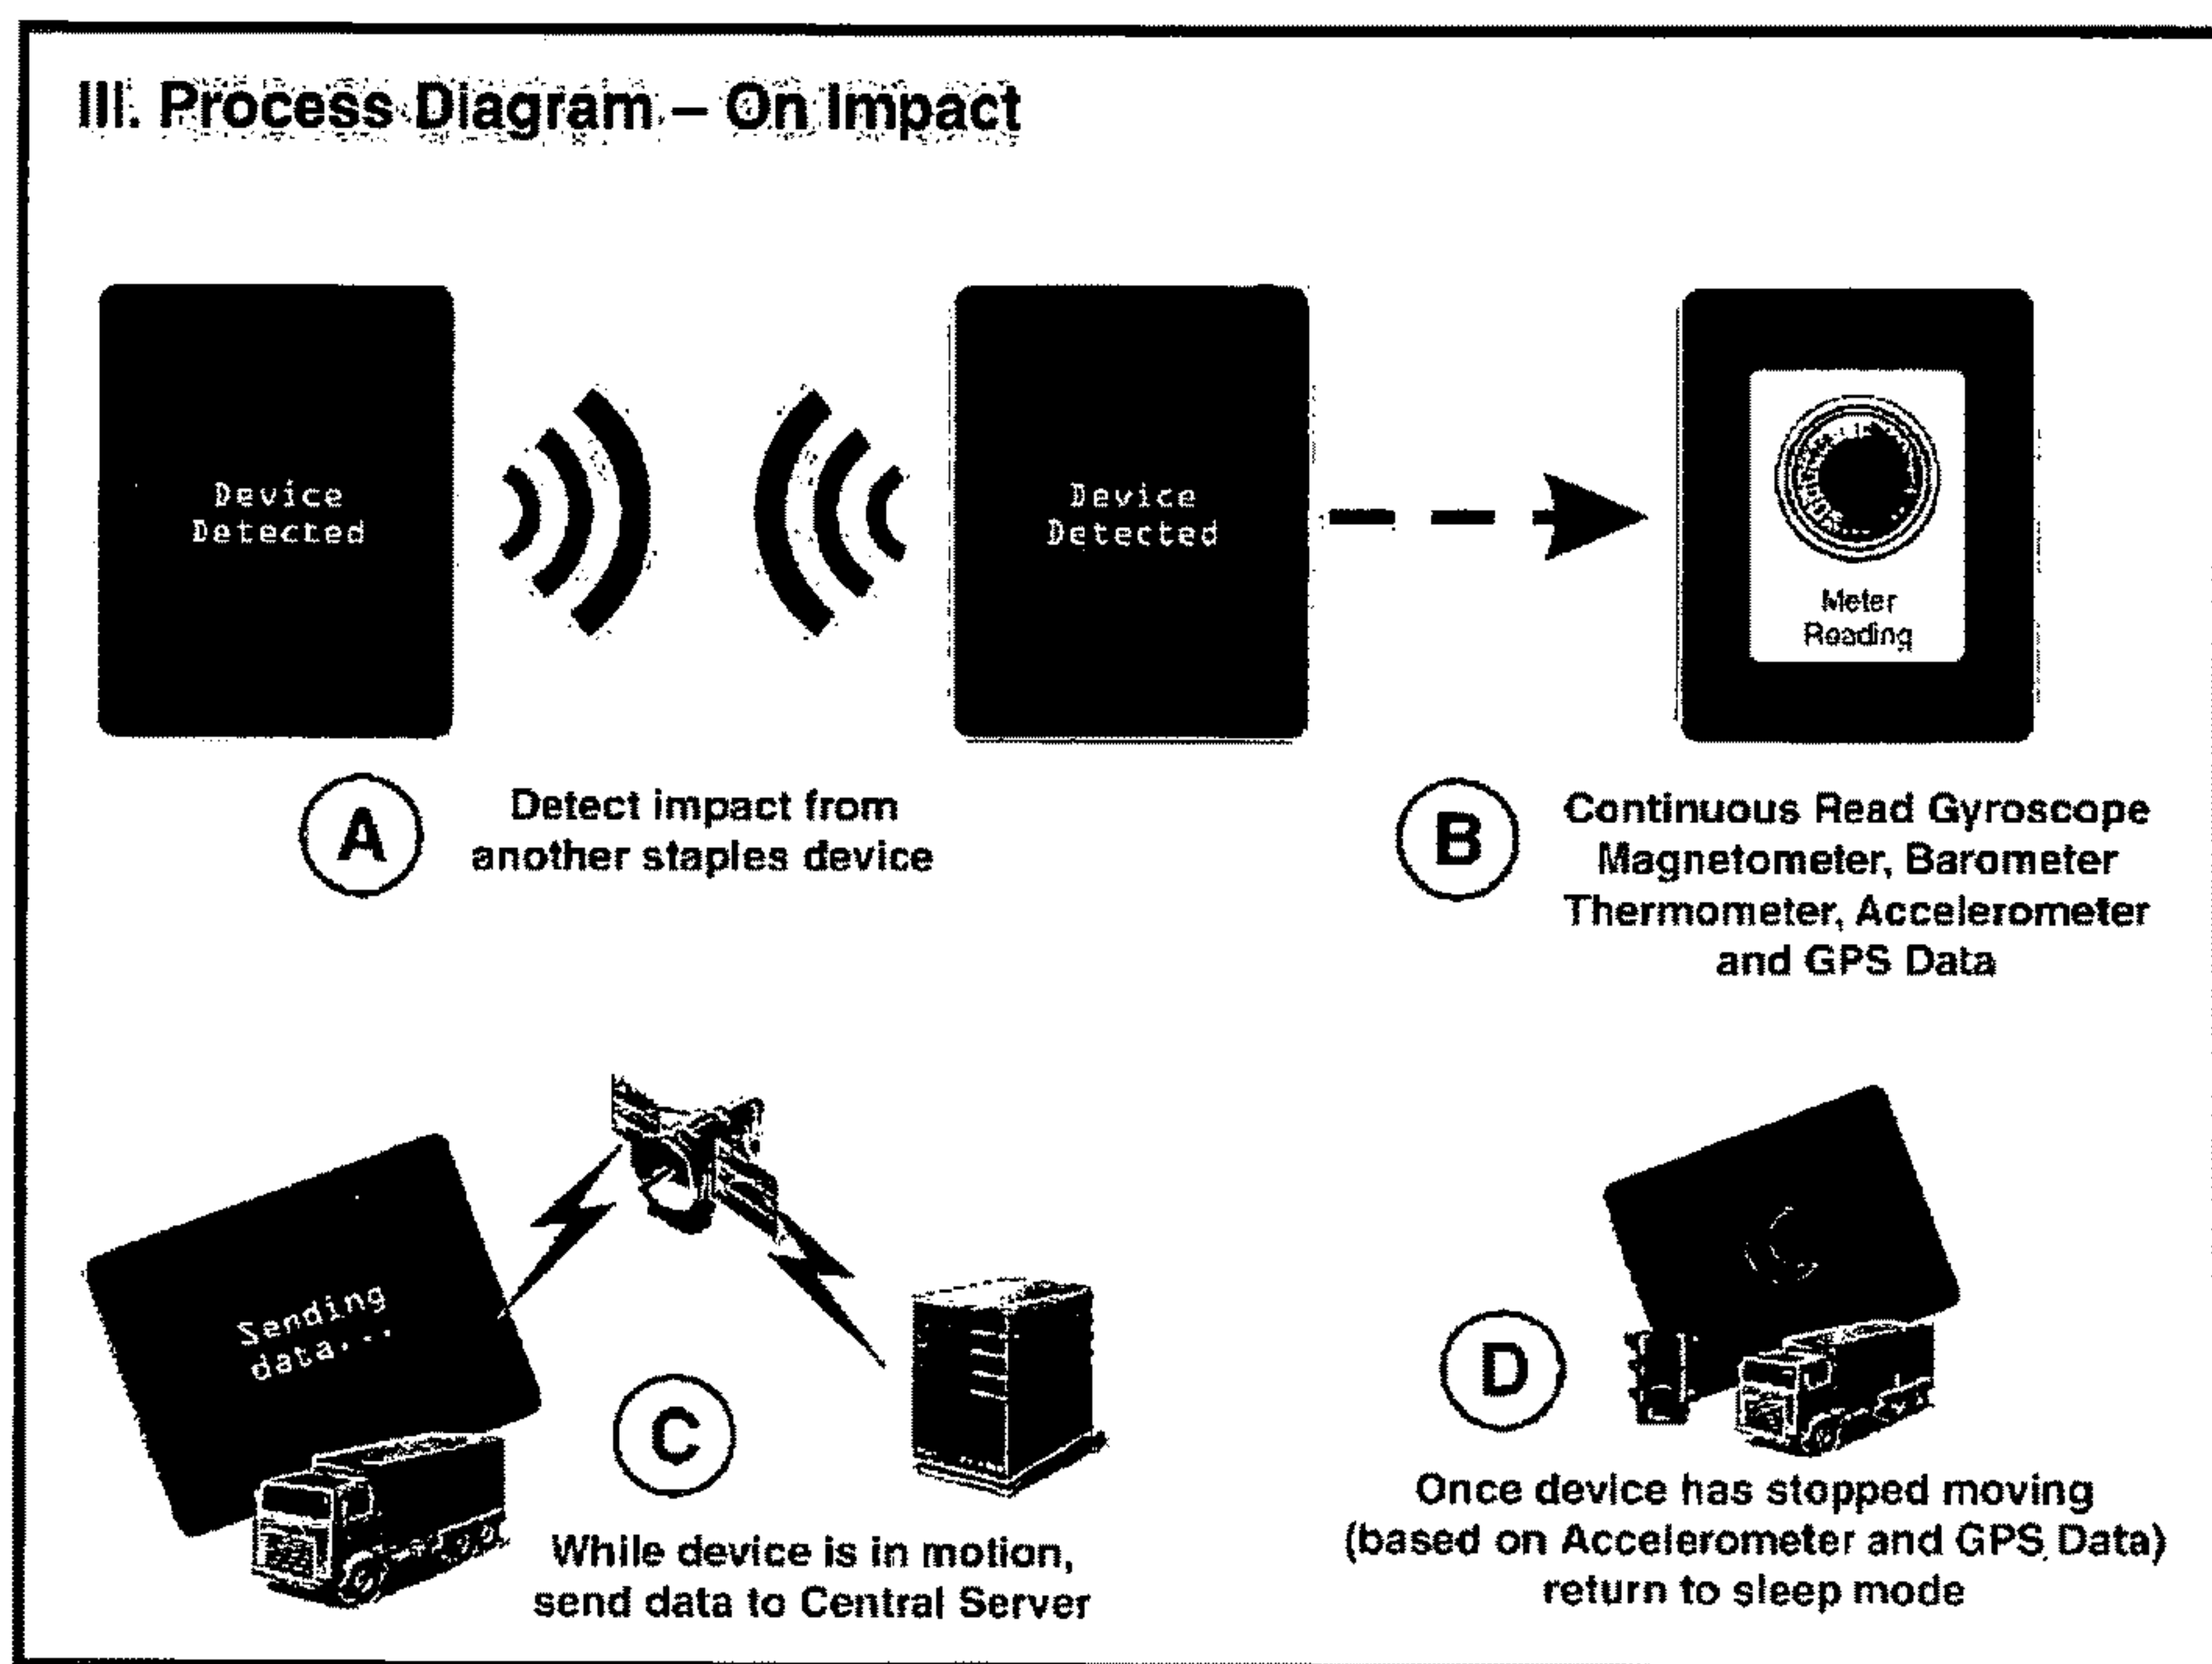 III. Process Diagram – On Impact
Device
Detected
Device
Detected
Meter
Reading
A
Detect impact from
another staples device
B
Continuous Read Gyroscope
Magnetometer, Barometer
Thermometer, Accelerometer
and GPS Data
Sending
data...
C
While device is in motion,
send data to Central Server
D
Once device has stopped moving
(based on Accelerometer and GPS Data)
return to sleep mode